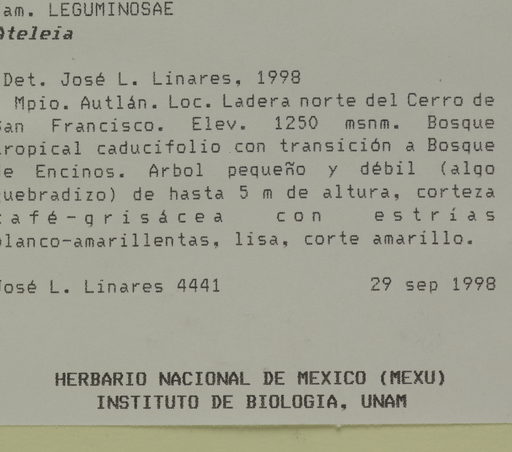 am. LEGUMINOSAE
Ateleia
Det. José L. Linares, 1998
Mpio. Autlán. Loc. Ladera norte del Cerro de
San Francisco. Elev. 1250 msnm. Bosque
tropical caducifolio con transición a Bosque
de Encinos. Arbol pequeño y débil (algo
quebradizo) de hasta 5 m de altura, corteza
café-grisácea con estrías
blanco-amarillentas, lisa, corte amarillo.
José L. Linares 4441 29 sep 1998
HERBARIO NACIONAL DE MEXICO (MEXU)
INSTITUTO DE BIOLOGIA, UNAM